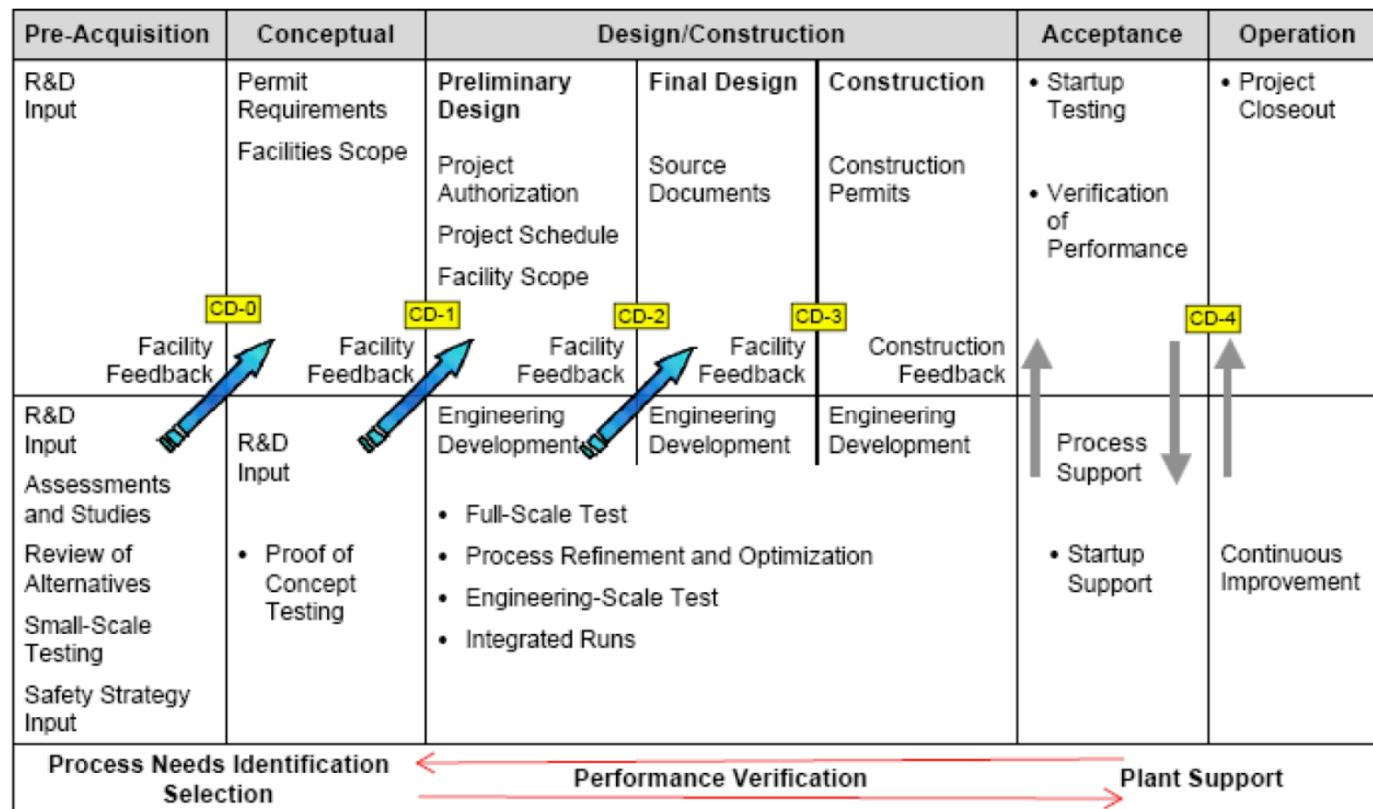 Pre-Acquisition
Conceptual
Design/Construction
Acceptance
Operation
R&D
Input
Permit
Requirements
Facilities Scope
Preliminary
Design
Project
Authorization
Project Schedule
Facility Scope
Final Design
Source
Documents
Construction
Construction
Permits
• Startup
Testing
• Verification
of
Performance
• Project
Closeout
CD-0
CD-1
CD-2
CD-3
CD-4
Facility
Feedback
Facility
Feedback
Facility
Feedback
Facility
Feedback
Construction
Feedback
R&D
Input
Assessments
and Studies
Review of
Alternatives
Small-Scale
Testing
Safety Strategy
Input
R&D
Input
• Proof of
Concept
Testing
Engineering
Development
Engineering
Development
Engineering
Development
• Full-Scale Test
• Process Refinement and Optimization
• Engineering-Scale Test
• Integrated Runs
Process
Support
• Startup
Support
Continuous
Improvement
Process Needs Identification
Selection
Performance Verification
Plant Support